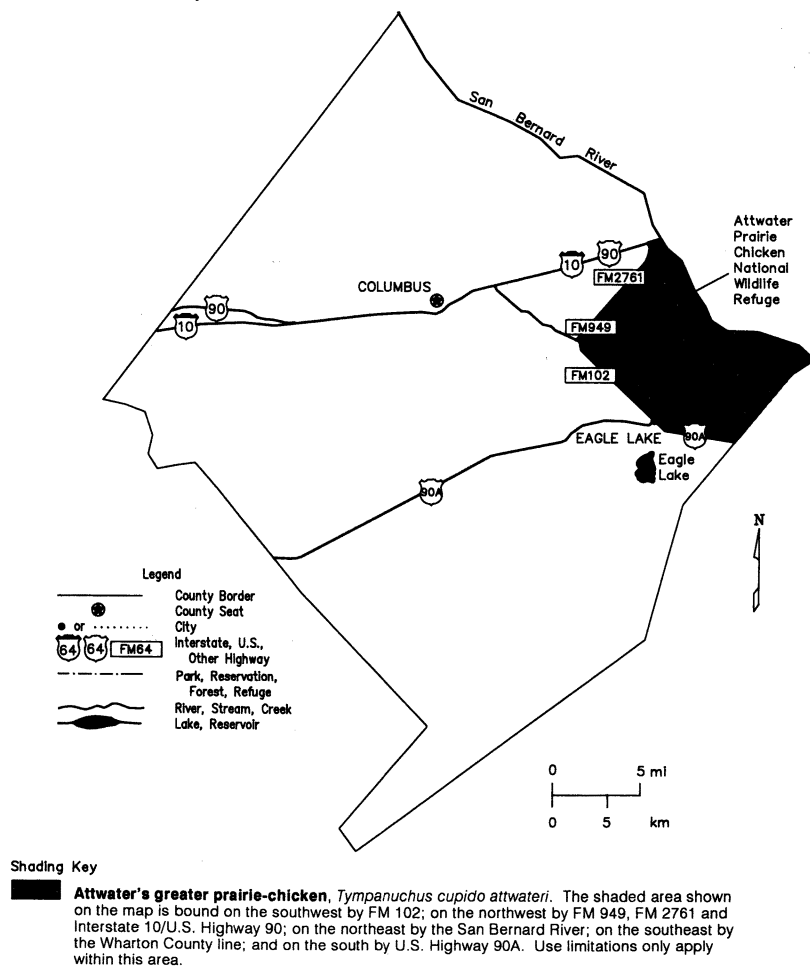 San Bernard River
Attwater
Prairie
Chicken
National
Wildlife
Refuge
90
10
FM2761
COLUMBUS
90
10
FM949
FM102
EAGLE LAKE
90A
Eagle
Lake
90A
N
Legend
County Border
County Seat
or
City
64 64 FM64
Interstate, U.S.,
Other Highway
Park, Reservation,
Forest, Refuge
River, Stream, Creek
Lake, Reservoir
0 5 mi
0 5 km
Shading Key
Attwater's greater prairie-chicken, Tympanuchus cupido attwateri. The shaded area shown
on the map is bound on the southwest by FM 102; on the northwest by FM 949, FM 2761 and
Interstate 10/U.S. Highway 90; on the northeast by the San Bernard River; on the southeast by
the Wharton County line; and on the south by U.S. Highway 90A. Use limitations only apply
within this area.